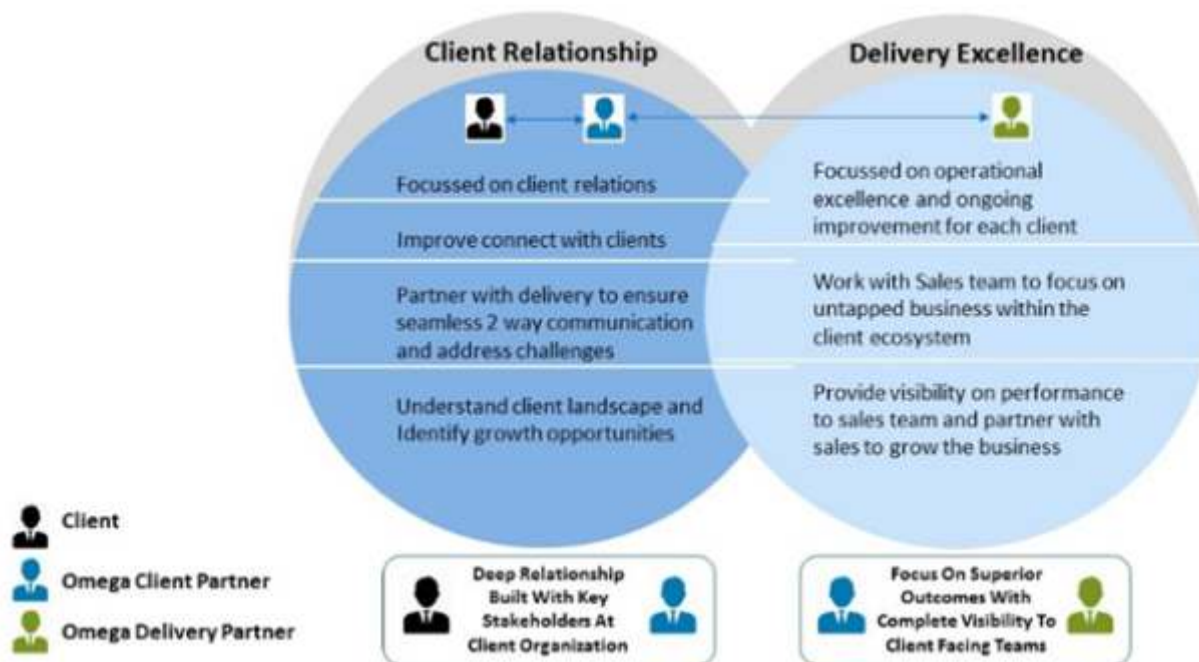 Client Relationship
Delivery Excellence
Focussed on client relations
Improve connect with clients
Partner with delivery to ensure
seamless 2 way communication
and address challenges
Understand client landscape and
Identify growth opportunities
Focussed on operational
excellence and ongoing
improvement for each client
Work with Sales team to focus on
untapped business within the
client ecosystem
Provide visibility on performance
to sales team and partner with
sales to grow the business
Client
Omega Client Partner
Omega Delivery Partner
Deep Relationship
Built With Key
Stakeholders At
Client Organization
Focus On Superior
Outcomes With
Complete Visibility To
Client Facing Teams